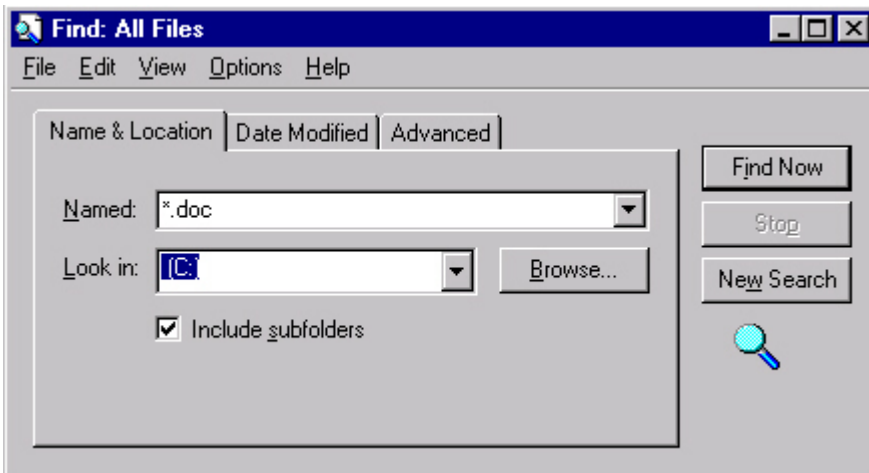 Find: All Files
File Edit View Options Help
Name & Location Date Modified Advanced
Find Now
Named: *.doc
Stop
Look in: (C:)
Browse...
New Search
Include subfolders